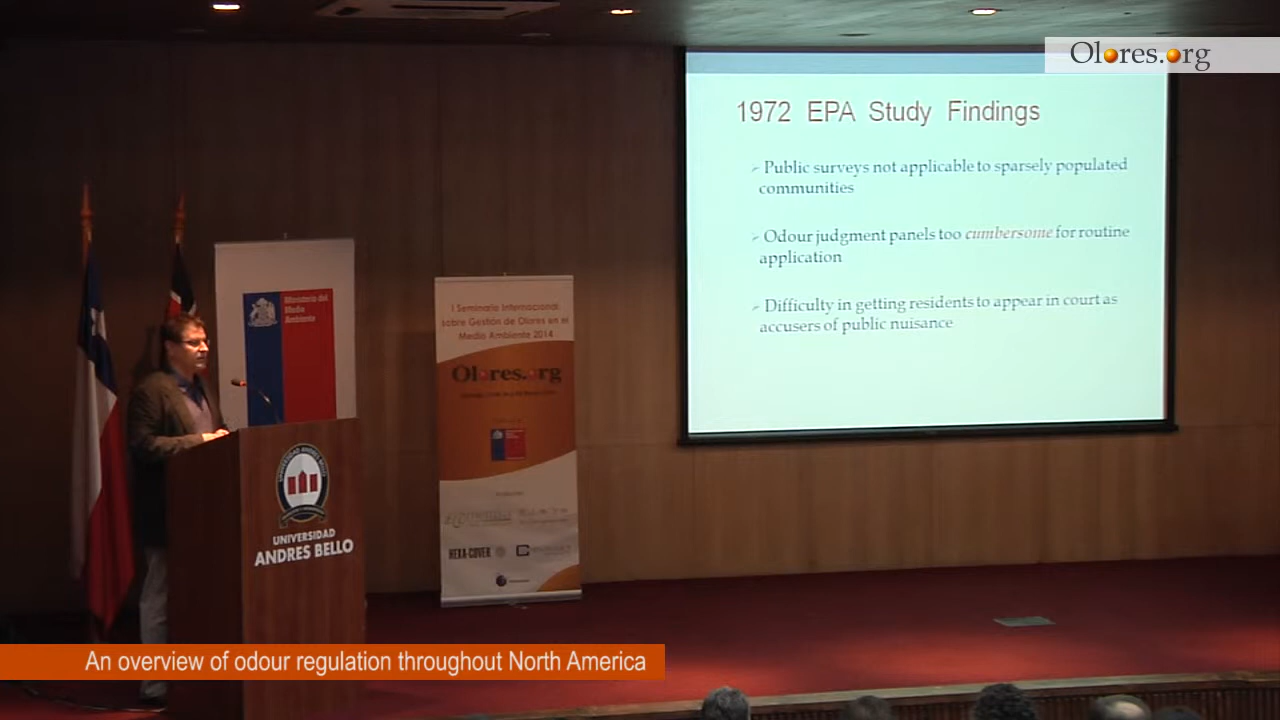 Olores.org
1972 EPA Study Findings
Public surveys not applicable to sparsely populated
communities
Odour judgment panels too cumbersome for routine
application
Difficulty in getting residents to appear in court as
accusers of public nuisance
Ministerio del
Medio
Ambiente
I Seminario Internacional
sobre Gestión de Olores en el
Medio Ambiente 2014
Olores.org
HEXA-COVER
UNIVERSIDAD
ANDRES BELLO
An overview of odour regulation throughout North America